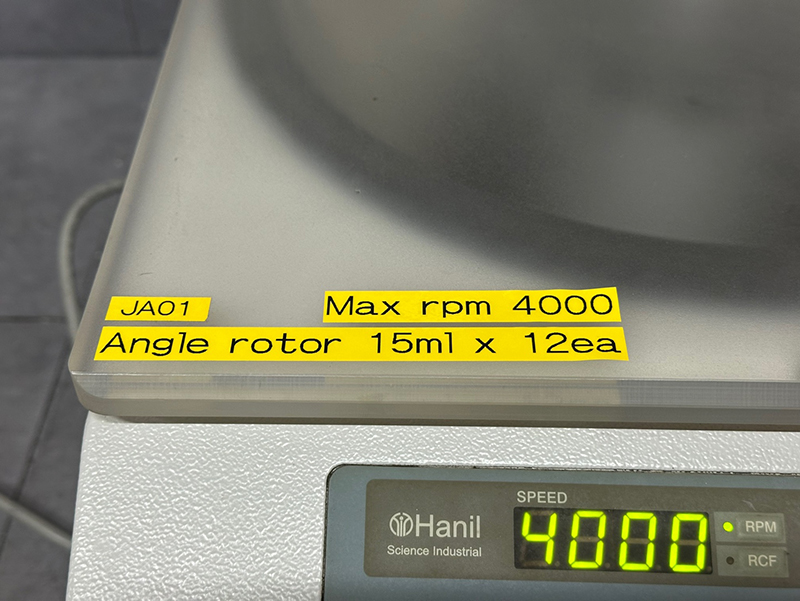 JA01
Max rpm 4000
Angle rotor 15ml x 12ea
SPEED
Hanil
Science Industrial
4000
RPM
RCF